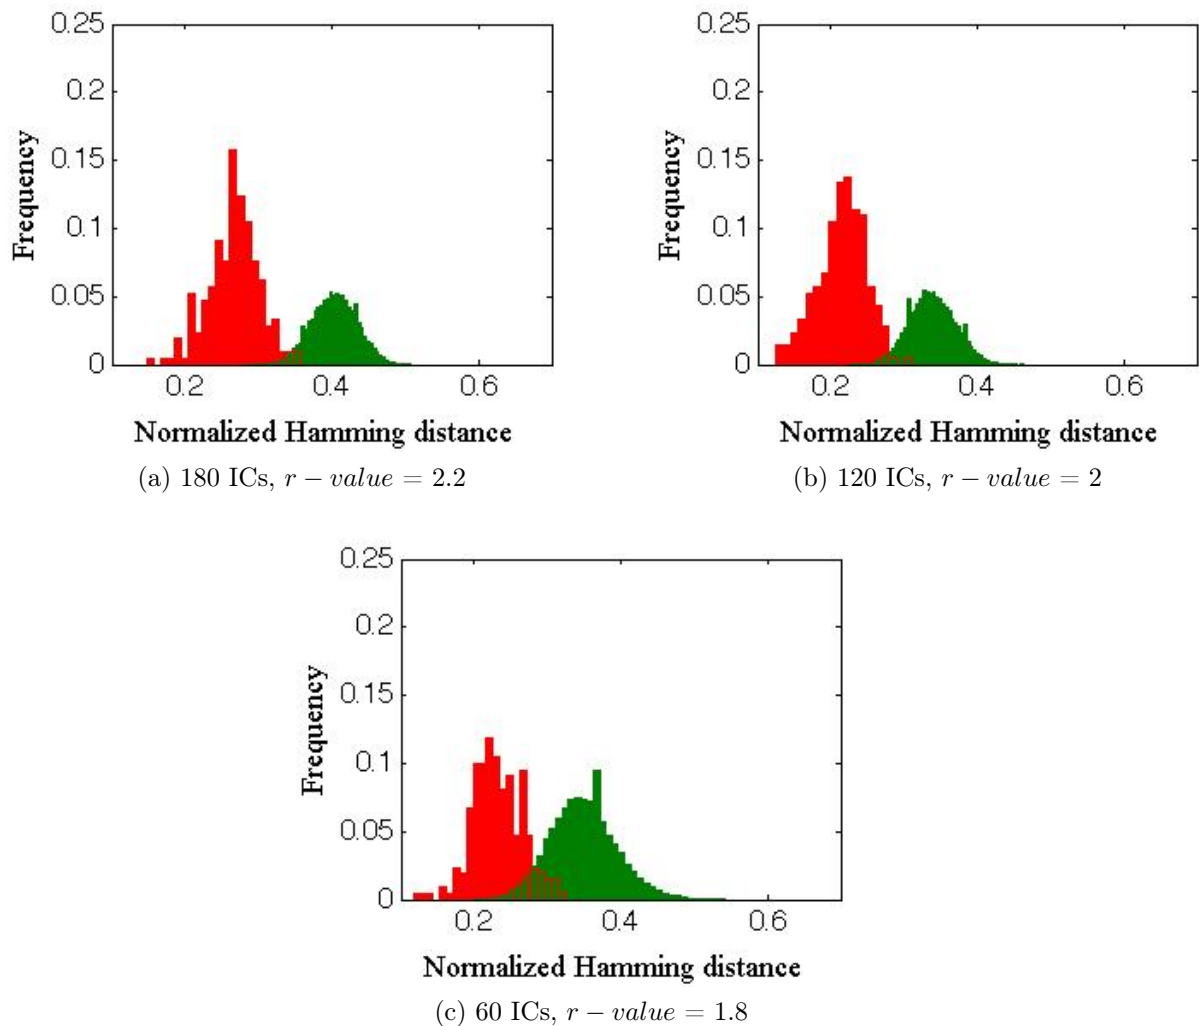 0.25
0.2
0.15
0.1
0.05
0
0.2 0.4 0.6
Frequency
Normalized Hamming distance
(a) 180 ICs, r − value = 2.2
0.25
0.2
0.15
0.1
0.05
0
0.2 0.4 0.6
Frequency
Normalized Hamming distance
(b) 120 ICs, r − value = 2
0.25
0.2
0.15
0.1
0.05
0
0.2 0.4 0.6
Frequency
Normalized Hamming distance
(c) 60 ICs, r − value = 1.8